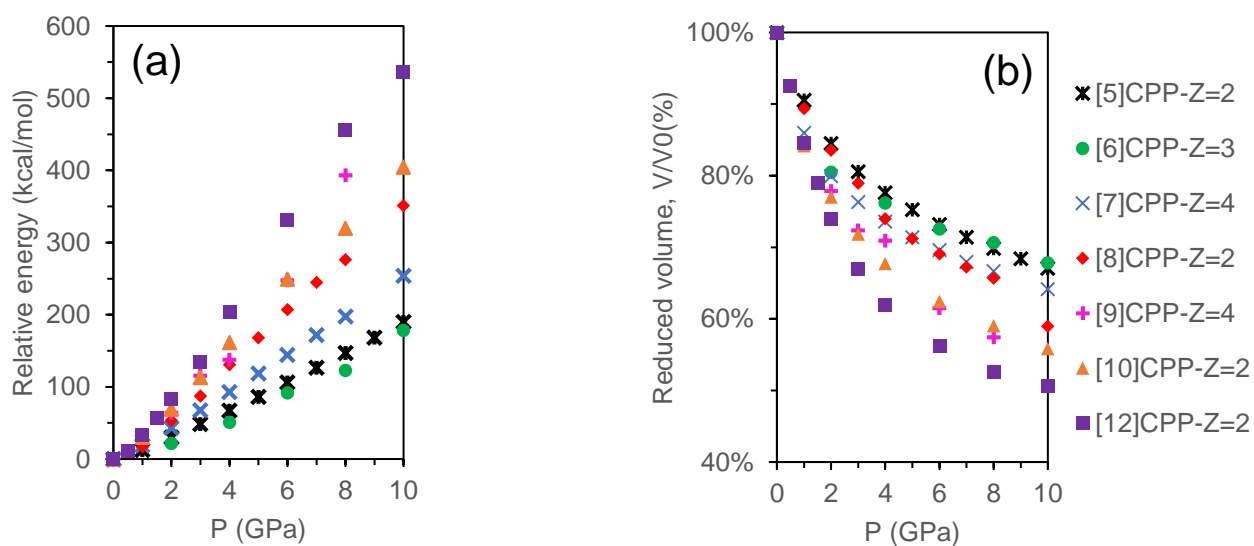 (a)
Relative energy (kcal/mol)
600
500
400
300
200
100
0
0 2 4 6 8 10
P (GPa)
(b)
Reduced volume, V/V0(%)
100%
80%
60%
40%
0 2 4 6 8 10
P (GPa)
[5]CPP-Z=2
[6]CPP-Z=3
[7]CPP-Z=4
[8]CPP-Z=2
[9]CPP-Z=4
[10]CPP-Z=2
[12]CPP-Z=2